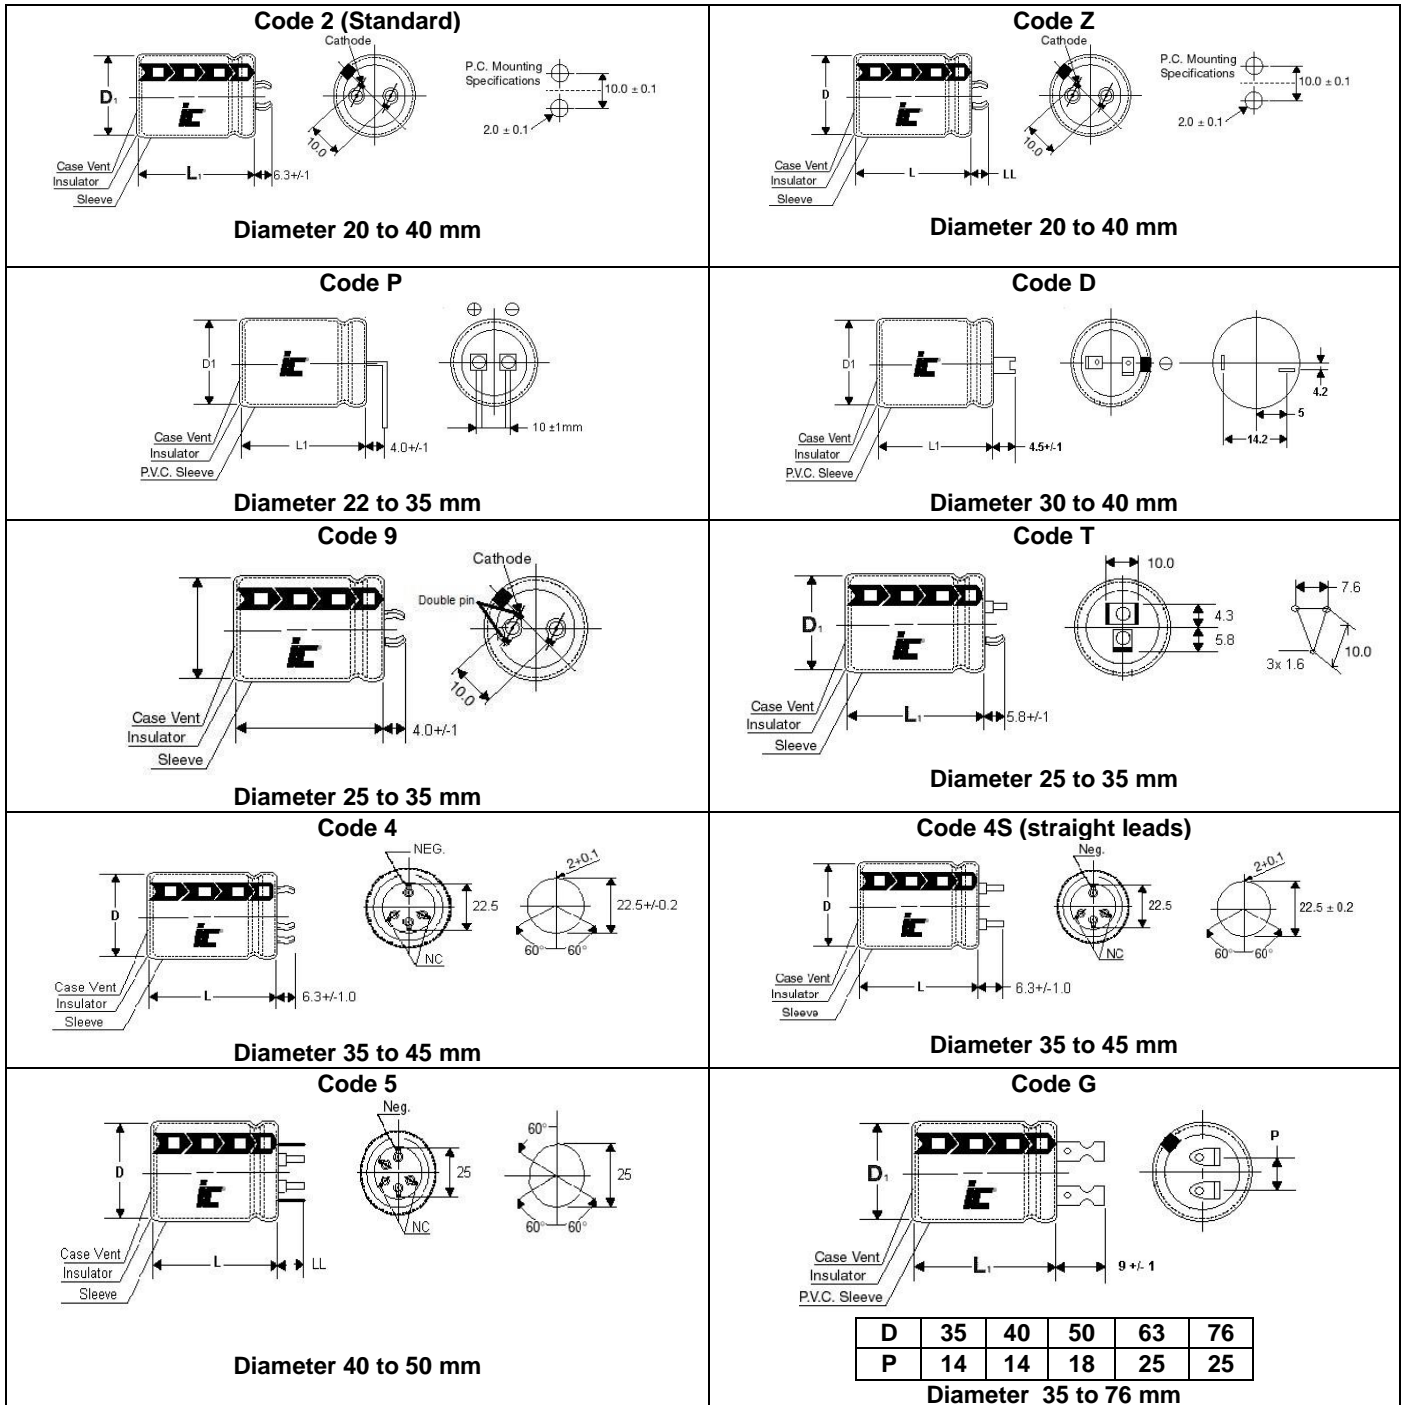 Code 2 (Standard)
Cathode
P.C. Mounting
Specifications
10.0 ± 0.1
2.0 ± 0.1
D1
ic
10.0
Case Vent
Insulator
Sleeve
L1
6.3+/-1
Diameter 20 to 40 mm
Code Z
Cathode
P.C. Mounting
Specifications
10.0 ± 0.1
2.0 ± 0.1
D
ic
10.0
Case Vent
Insulator
Sleeve
L
LL
Diameter 20 to 40 mm
Code P
+ −
D1
ic
10 ±1mm
Case Vent
Insulator
P.V.C. Sleeve
L1
4.0+/-1
Diameter 22 to 35 mm
Code D
D1
ic
−
4.2
5
14.2
Case Vent
Insulator
P.V.C. Sleeve
L1
4.5+/-1
Diameter 30 to 40 mm
Code 9
Cathode
Double pin
ic
10.0
Case Vent
Insulator
Sleeve
4.0+/-1
Diameter 25 to 35 mm
Code T
10.0
7.6
D1
4.3
5.8
10.0
3x 1.6
ic
Case Vent
Insulator
Sleeve
L1
5.8+/-1
Diameter 25 to 35 mm
Code 4
NEG.
2+0.1
D
22.5
22.5+/-0.2
ic
60° 60°
NC
Case Vent
Insulator
Sleeve
L
6.3+/-1.0
Diameter 35 to 45 mm
Code 4S (straight leads)
Neg.
2+0.1
D
22.5
22.5 ± 0.2
ic
60° 60°
NC
Case Vent
Insulator
Sleeve
L
6.3+/-1.0
Diameter 35 to 45 mm
Code 5
Neg.
60°
D
25
25
ic
NC
60° 60°
Case Vent
Insulator
Sleeve
L
LL
Diameter 40 to 50 mm
Code G
P
D1
ic
Case Vent
Insulator
P.V.C. Sleeve
L1
9 +/- 1
D 35 40 50 63 76
P 14 14 18 25 25
Diameter 35 to 76 mm